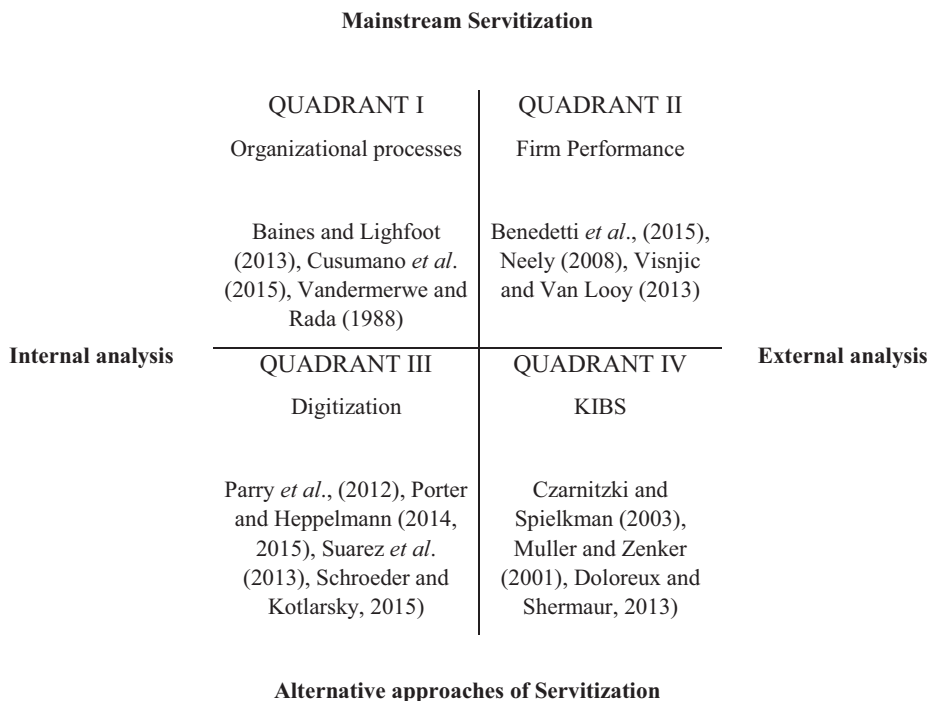 Mainstream Servitization
QUADRANT I
Organizational processes
Baines and Lighfoot
(2013), Cusumano et al.
(2015), Vandermerwe and
Rada (1988)
QUADRANT II
Firm Performance
Benedetti et al., (2015),
Neely (2008), Visnjic
and Van Looy (2013)
Internal analysis
External analysis
QUADRANT III
Digitization
Parry et al., (2012), Porter
and Heppelmann (2014,
2015), Suarez et al.
(2013), Schroeder and
Kotlarsky, 2015)
QUADRANT IV
KIBS
Czarnitzki and
Spielkman (2003),
Muller and Zenker
(2001), Doloreux and
Shermaur, 2013)
Alternative approaches of Servitization